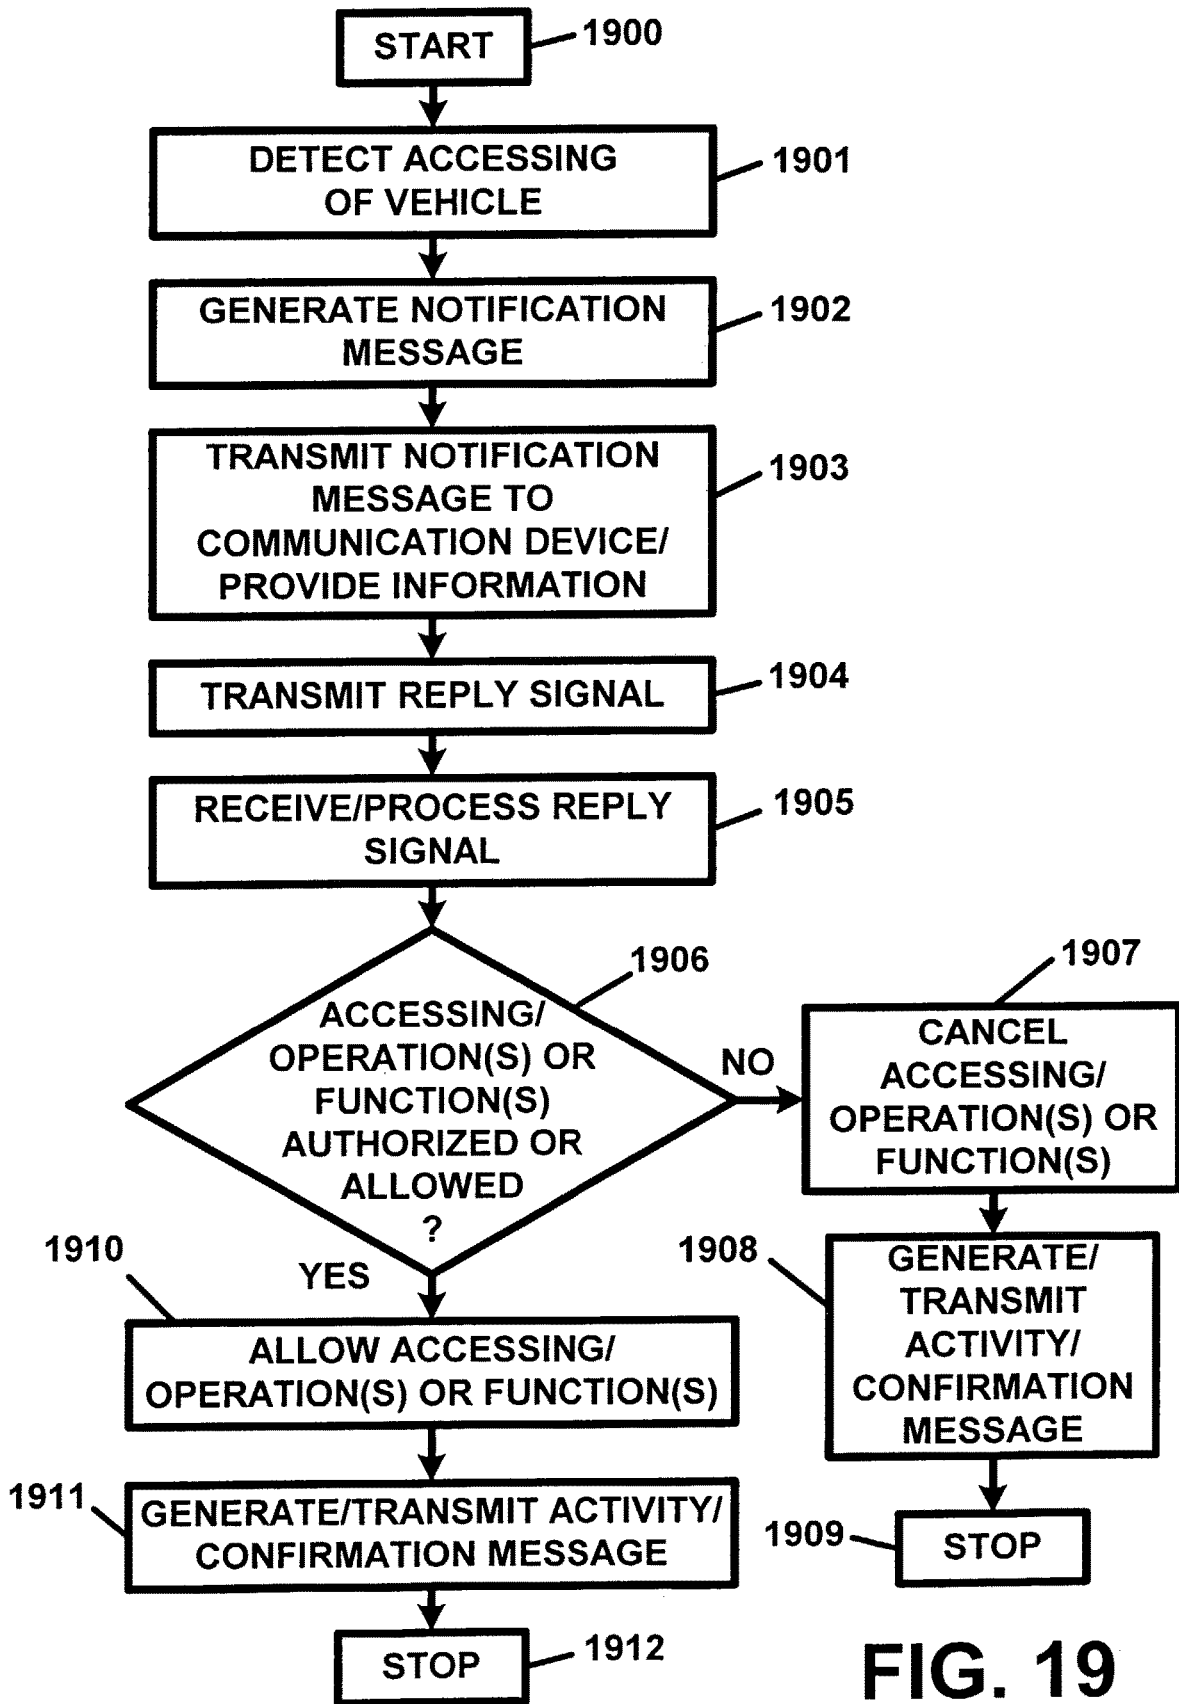 START
1900
DETECT ACCESSING
OF VEHICLE
1901
GENERATE NOTIFICATION
MESSAGE
1902
TRANSMIT NOTIFICATION
MESSAGE TO
COMMUNICATION DEVICE/
PROVIDE INFORMATION
1903
TRANSMIT REPLY SIGNAL
1904
RECEIVE/PROCESS REPLY
SIGNAL
1905
ACCESSING/
OPERATION(S) OR
FUNCTION(S)
AUTHORIZED OR
ALLOWED
?
1906
NO
1907
CANCEL
ACCESSING/
OPERATION(S) OR
FUNCTION(S)
1908
GENERATE/
TRANSMIT
ACTIVITY/
CONFIRMATION
MESSAGE
1909
STOP
YES
1910
ALLOW ACCESSING/
OPERATION(S) OR FUNCTION(S)
1911
GENERATE/TRANSMIT ACTIVITY/
CONFIRMATION MESSAGE
STOP
1912
FIG. 19